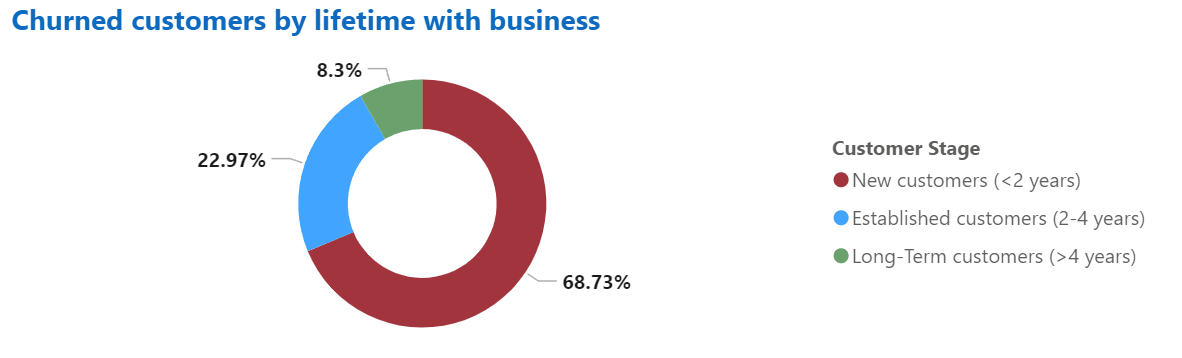 Churned customers by lifetime with business
8.3%
22.97%
68.73%
Customer Stage
New customers (<2 years)
Established customers (2-4 years)
Long-Term customers (>4 years)